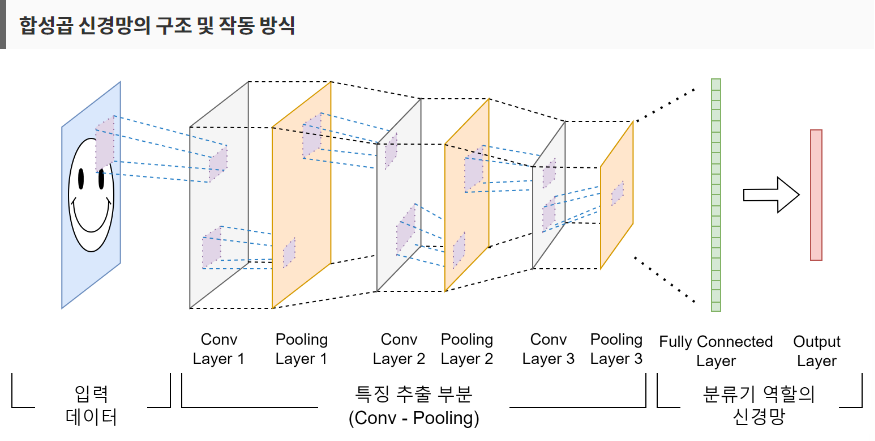 합성곱 신경망의 구조 및 작동 방식
Conv
Layer 1
Pooling
Layer 1
Conv
Layer 2
Pooling
Layer 2
Conv
Layer 3
Pooling
Layer 3
Fully Connected
Layer
Output
Layer
입력
데이터
특징 추출 부분
(Conv - Pooling)
분류기 역할의
신경망